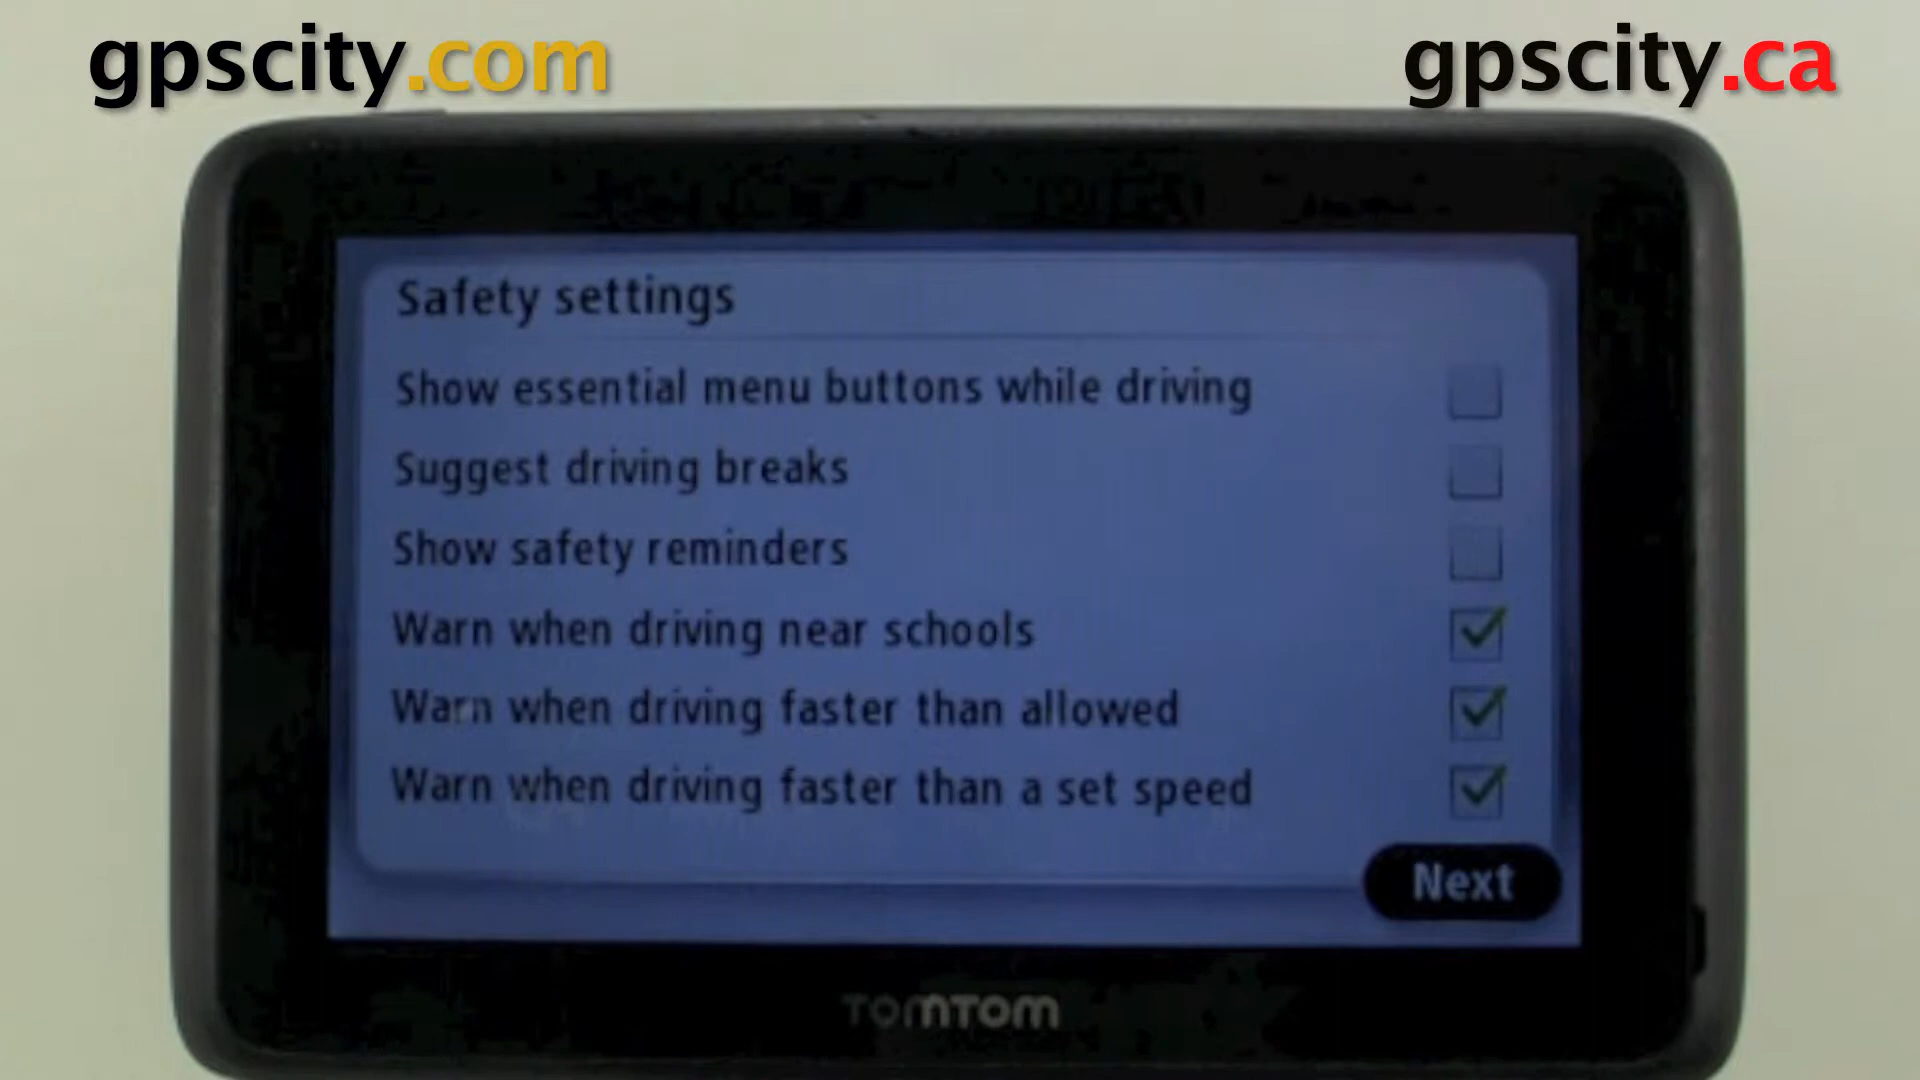 gpscity.com
gpscity.ca
Safety settings
Show essential menu buttons while driving
Suggest driving breaks
Show safety reminders
Warn when driving near schools
Warn when driving faster than allowed
Warn when driving faster than a set speed
Next
TOMTOM